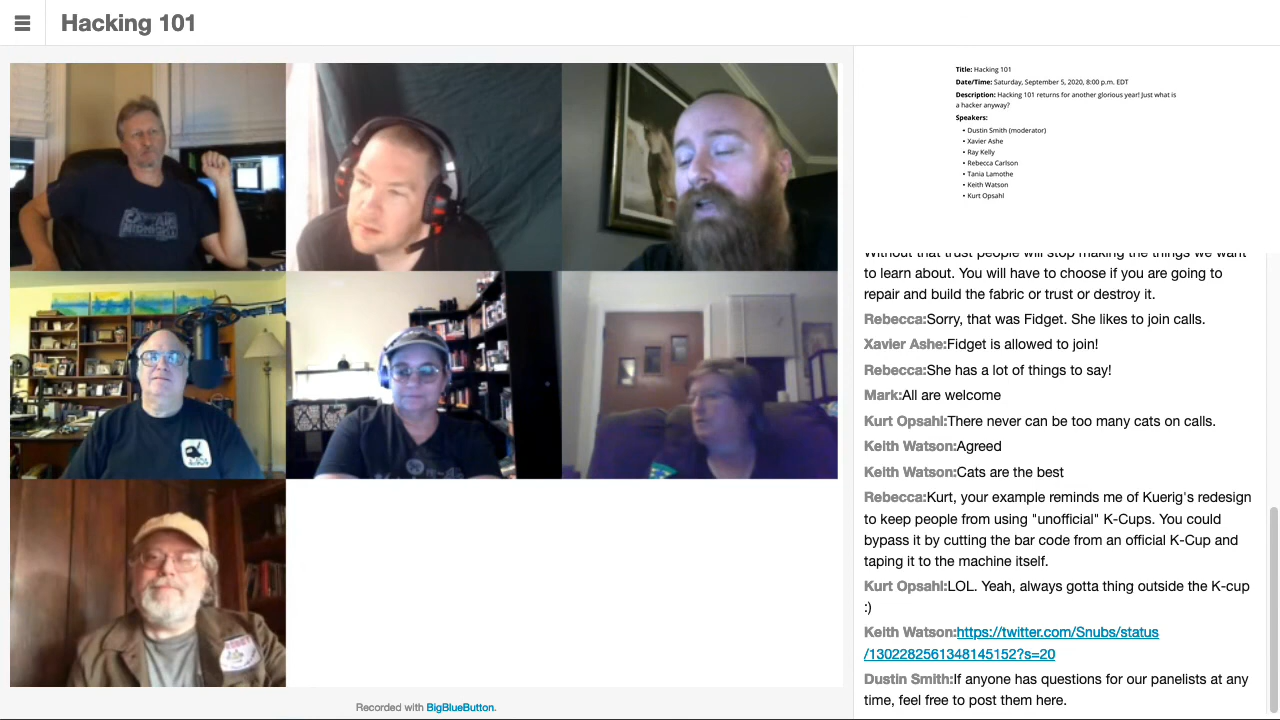 Hacking 101
Title: Hacking 101
Date/Time: Saturday, September 5, 2020, 8:00 p.m. EDT
Description: Hacking 101 returns for another glorious year! Just what is
a hacker anyway?
Speakers:
• Dustin Smith (moderator)
• Xavier Ashe
• Ray Kelly
• Rebecca Carlson
• Tania Lamothe
• Keith Watson
• Kurt Opsahl
Without that trust people will stop making the things we want
to learn about. You will have to choose if you are going to
repair and build the fabric or trust or destroy it.
Rebecca:Sorry, that was Fidget. She likes to join calls.
Xavier Ashe:Fidget is allowed to join!
Rebecca:She has a lot of things to say!
Mark:All are welcome
Kurt Opsahl:There never can be too many cats on calls.
Keith Watson:Agreed
Keith Watson:Cats are the best
Rebecca:Kurt, your example reminds me of Kuerig's redesign
to keep people from using "unofficial" K-Cups. You could
bypass it by cutting the bar code from an official K-Cup and
taping it to the machine itself.
Kurt Opsahl:LOL. Yeah, always gotta thing outside the K-cup
:)
Keith Watson:https://twitter.com/Snubs/status
/1302282561348145152?s=20
Dustin Smith:If anyone has questions for our panelists at any
time, feel free to post them here.
CAPTAIN
MIDNIGHT
Recorded with BigBlueButton.